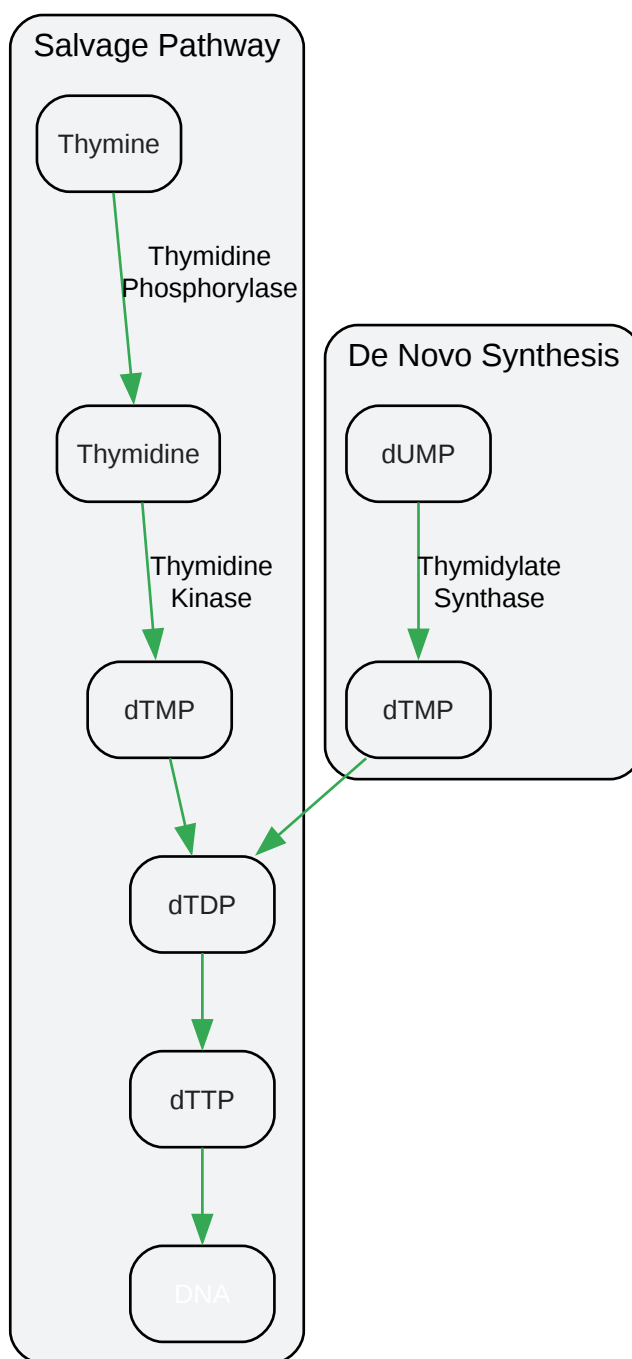 Salvage Pathway
Thymine
Thymidine
Phosphorylase
Thymidine
Thymidine
Kinase
dTMP
De Novo Synthesis
dUMP
Thymidylate
Synthase
dTMP
dTDP
dTTP
DNA